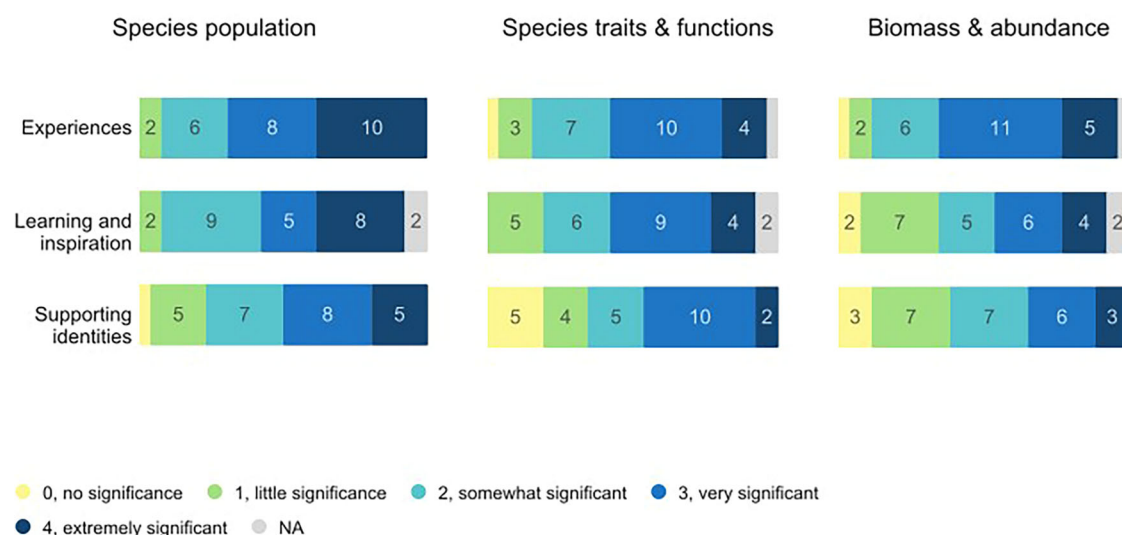 Species population Species traits & functions Biomass & abundance
Experiences 2 6 8 10 3 7 10 4 2 6 11 5
Learning and
inspiration
2 9 5 8 2 5 6 9 4 2 2 7 5 6 4 2
Supporting
identities
5 7 8 5 5 4 5 10 2 3 7 7 6 3
0, no significance 1, little significance 2, somewhat significant 3, very significant
4, extremely significant NA